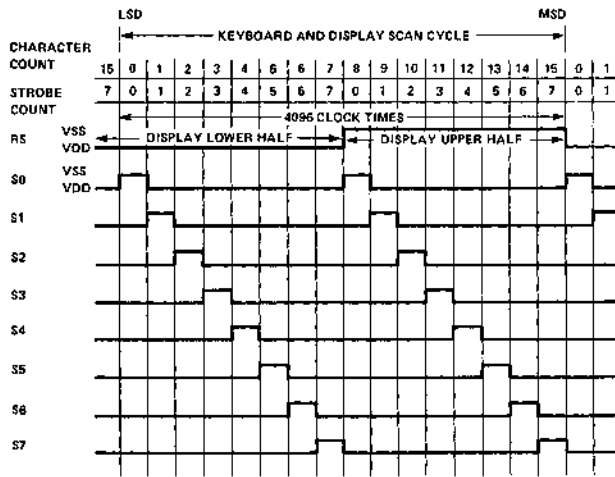 LSD MSD
KEYBOARD AND DISPLAY SCAN CYCLE
CHARACTER COUNT 15 0 1 2 3 4 5 6 7 8 9 10 11 12 13 14 15 0 1
STROBE COUNT 7 0 1 2 3 4 5 6 7 0 1 2 3 4 5 6 7 0 1
4096 CLOCK TIMES
RS VSS VDD DISPLAY LOWER HALF DISPLAY UPPER HALF
S0 VSS VDD
S1
S2
S3
S4
S5
S6
S7